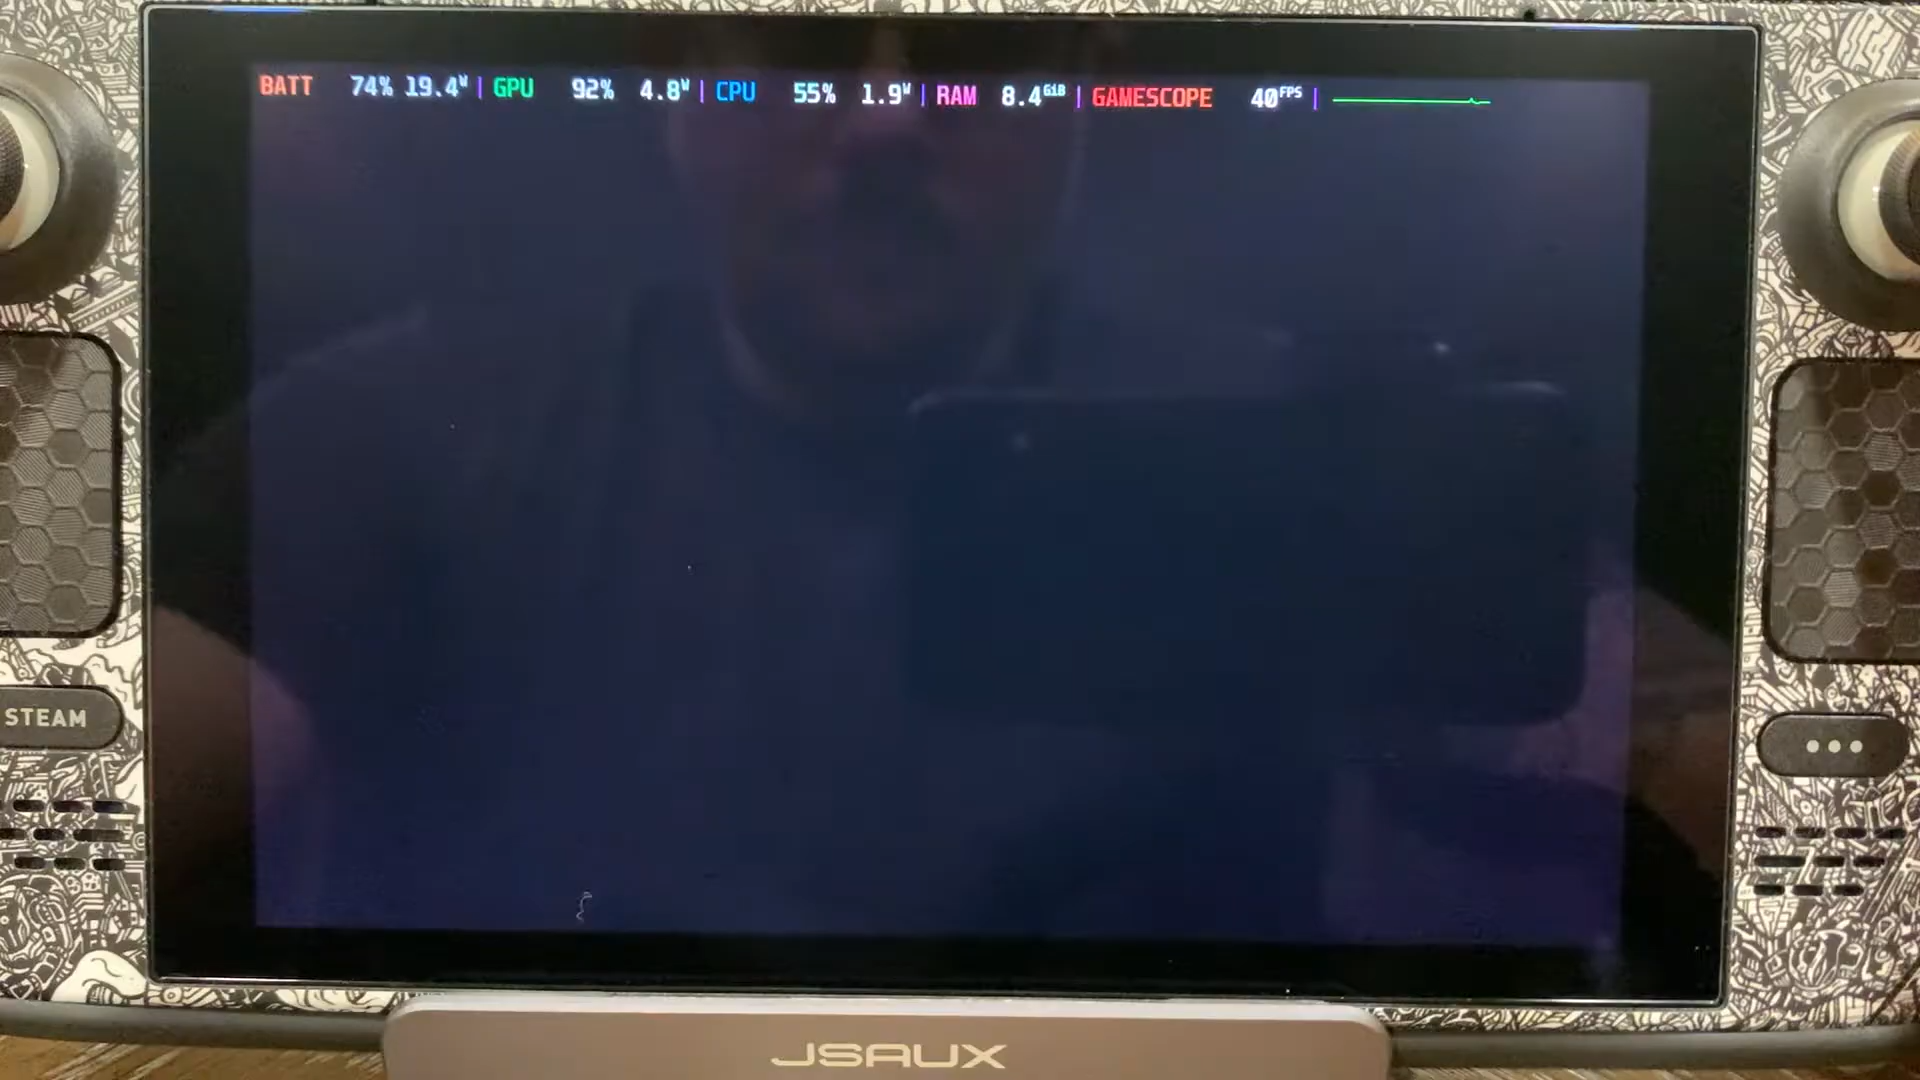 BATT 74% 19.4W | GPU 92% 4.8W | CPU 55% 1.9W | RAM 8.4GiB | GAMESCOPE 40FPS |
STEAM
JSAUX